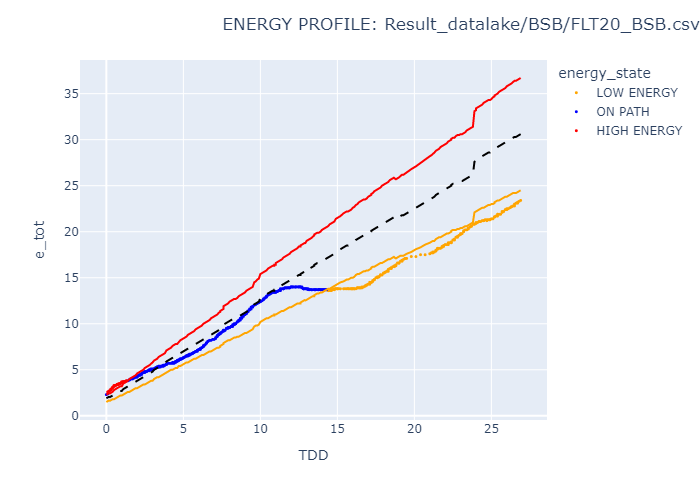 ENERGY PROFILE: Result_datalake/BSB/FLT20_BSB.csv
energy_state
LOW ENERGY
ON PATH
HIGH ENERGY
e_tot
35
30
25
20
15
10
5
0
0 5 10 15 20 25
TDD